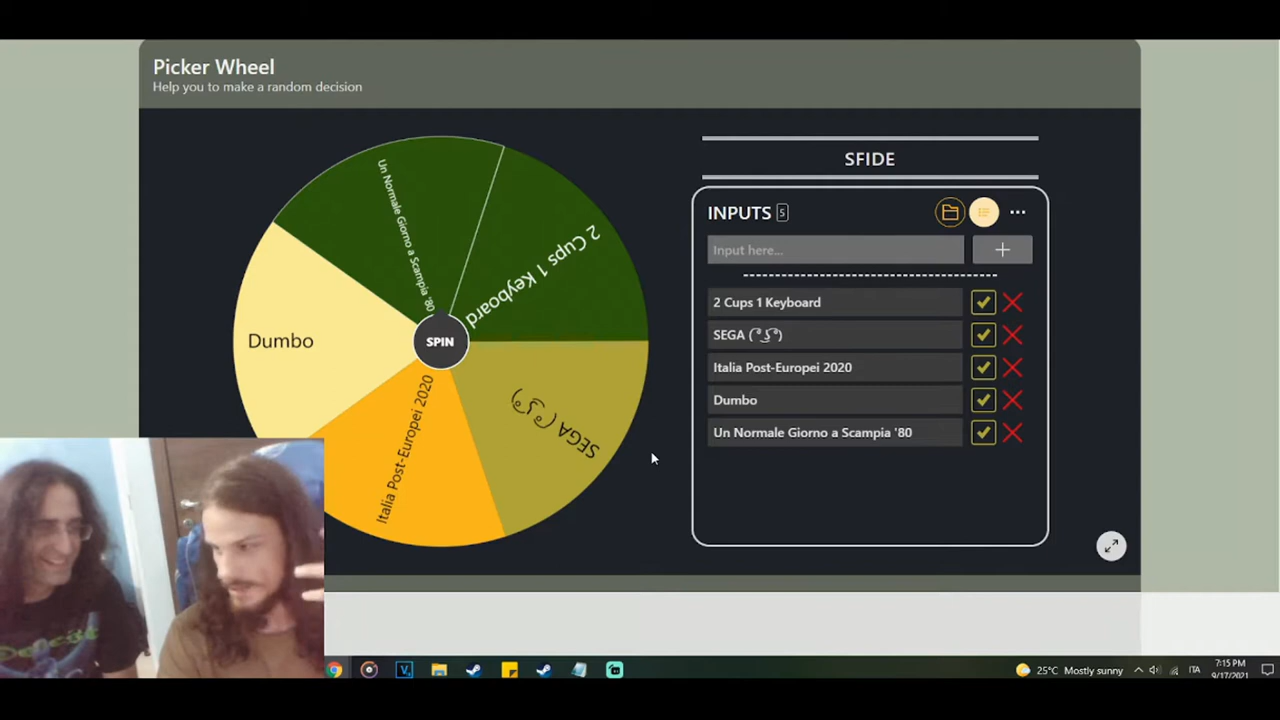 Picker Wheel
Help you to make a random decision
Un Normale Giorno a Scampia '80
2 Cups 1 Keyboard
Dumbo
SPIN
SEGA ( ͡° ͜ʖ ͡°)
Italia Post-Europei 2020
SFIDE
INPUTS 5
Input here...
2 Cups 1 Keyboard
SEGA ( ͡° ͜ʖ ͡°)
Italia Post-Europei 2020
Dumbo
Un Normale Giorno a Scampia '80
25°C Mostly sunny
ITA
7:15 PM
9/17/2021